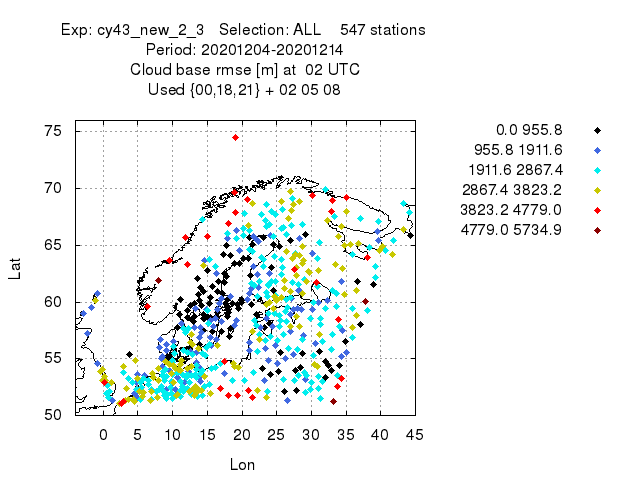 Exp: cy43_new_2_3   Selection: ALL    547 stations
Period: 20201204-20201214
Cloud base rmse [m] at  02 UTC
Used {00,18,21} + 02 05 08
0.0 955.8
955.8 1911.6
1911.6 2867.4
2867.4 3823.2
3823.2 4779.0
4779.0 5734.9
75
70
65
60
55
50
Lat
0 5 10 15 20 25 30 35 40 45
Lon